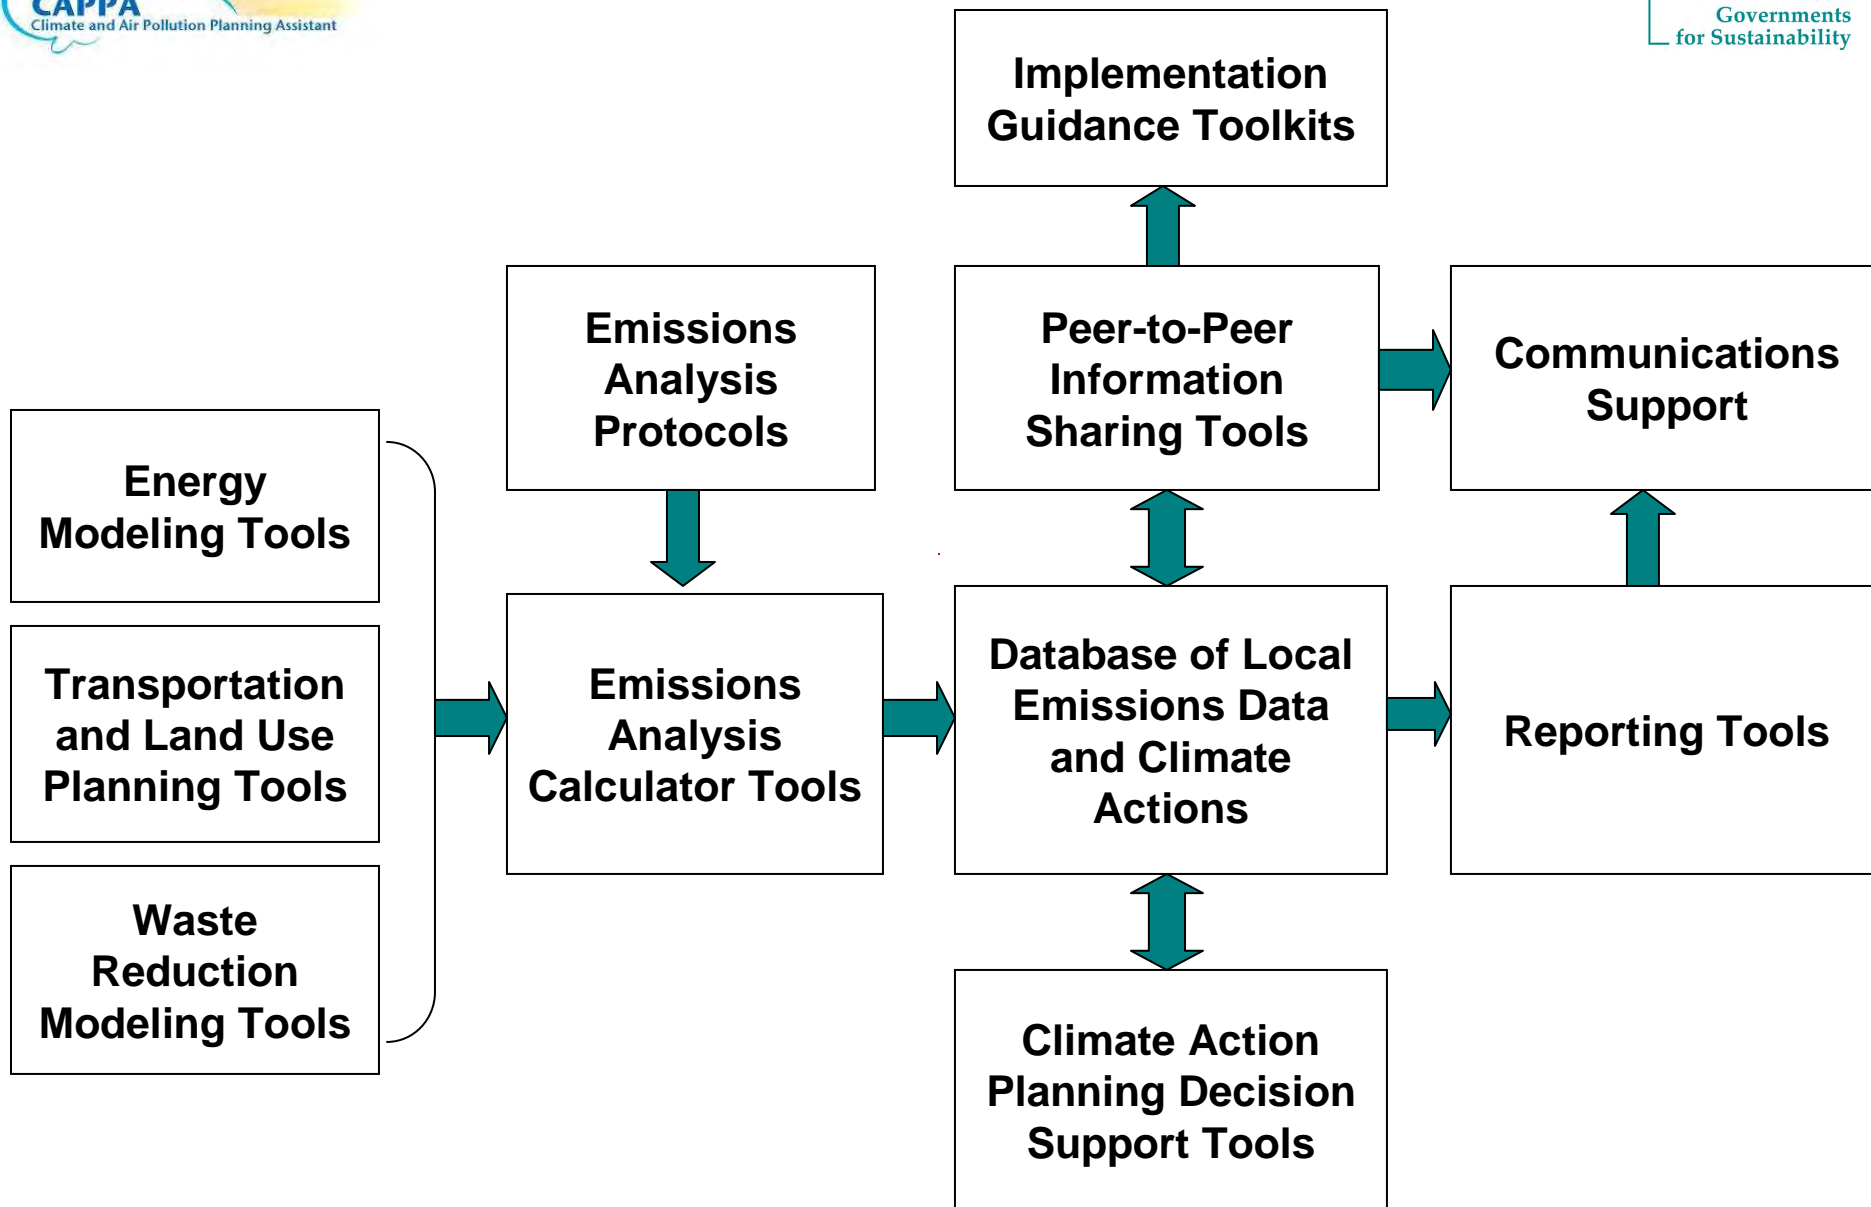 CAPPA
Climate and Air Pollution Planning Assistant
Governments
for Sustainability
Implementation
Guidance Toolkits
Emissions
Analysis
Protocols
Peer-to-Peer
Information
Sharing Tools
Communications
Support
Energy
Modeling Tools
Transportation
and Land Use
Planning Tools
Waste
Reduction
Modeling Tools
Emissions
Analysis
Calculator Tools
Database of Local
Emissions Data
and Climate
Actions
Reporting Tools
Climate Action
Planning Decision
Support Tools